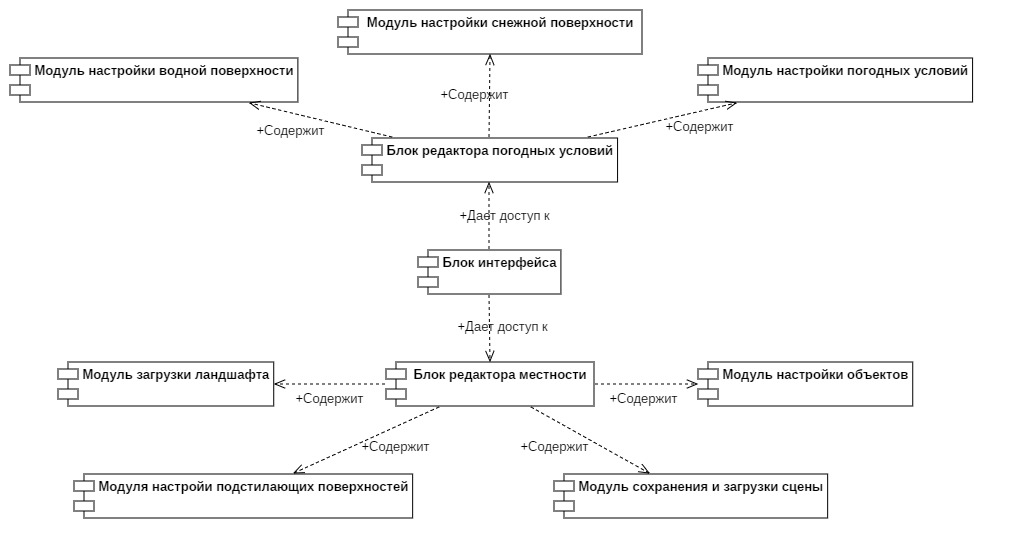 Модуль настройки снежной поверхности
Модуль настройки водной поверхности
Модуль настройки погодных условий
+Содержит
+Содержит
+Содержит
Блок редактора погодных условий
+Дает доступ к
Блок интерфейса
+Дает доступ к
Модуль загрузки ландшафта
Блок редактора местности
Модуль настройки объектов
+Содержит
+Содержит
+Содержит
+Содержит
Модуля настройи подстилающих поверхностей
Модуль сохранения и загрузки сцены